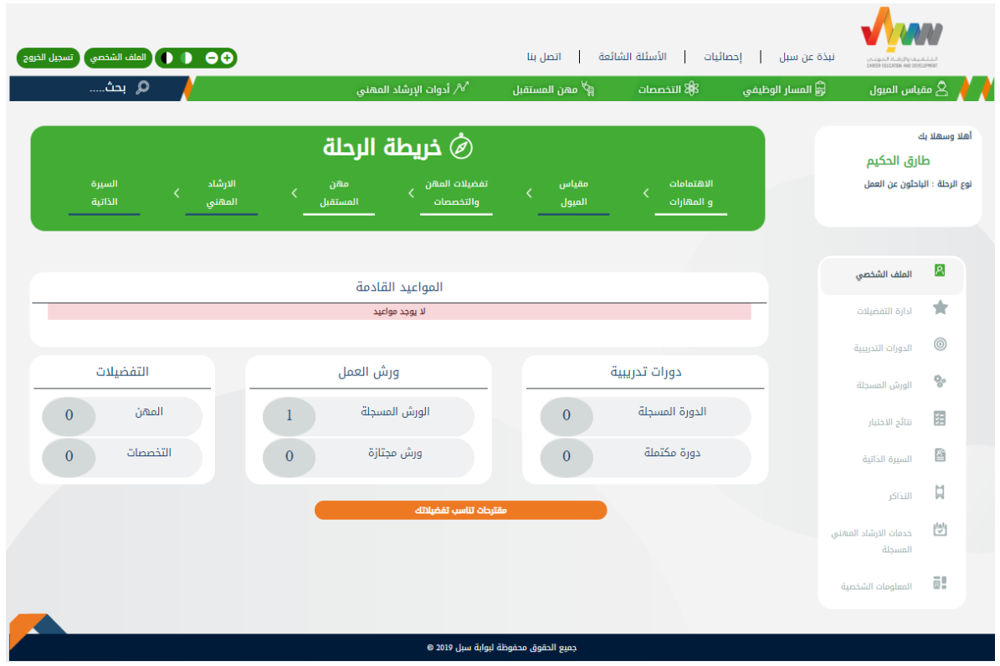 سبل
التثقيف والإرشاد المهني
CAREER EDUCATION AND DEVELOPMENT
نبذة عن سبل | إحصائيات | الأسئلة الشائعة | اتصل بنا
الملف الشخصي
تسجيل الخروج
مقياس الميول
المسار الوظيفي
التخصصات
مهن المستقبل
أدوات الإرشاد المهني
بحث.....
أهلا وسهلا بك
طارق الحكيم
نوع الرحلة : الباحثون عن العمل
خريطة الرحلة
الاهتمامات
و المهارات
مقياس
الميول
تفضيلات المهن
والتخصصات
مهن
المستقبل
الارشاد
المهني
السيرة
الذاتية
الملف الشخصي
ادارة التفضيلات
الدورات التدريبية
الورش المسجلة
نتائج الاختبار
السيرة الذاتية
التذاكر
خدمات الارشاد المهني
المسجلة
المعلومات الشخصية
المواعيد القادمة
لا يوجد مواعيد
دورات تدريبية
الدورة المسجلة 0
دورة مكتملة 0
ورش العمل
الورش المسجلة 1
ورش مجتازة 0
التفضيلات
المهن 0
التخصصات 0
مقترحات تناسب تفضيلاتك
جميع الحقوق محفوظة لبوابة سبل 2019 ©